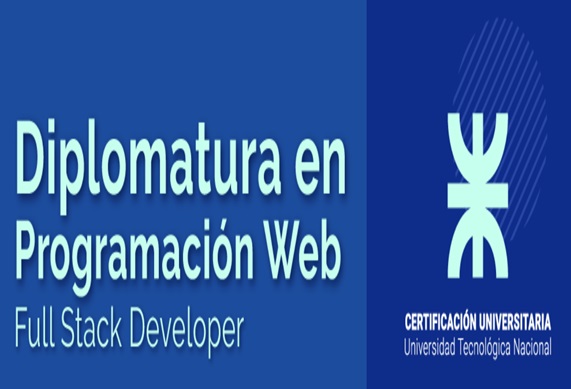 Diplomatura en
Programación Web
Full Stack Developer
CERTIFICACIÓN UNIVERSITARIA
Universidad Tecnológica Nacional